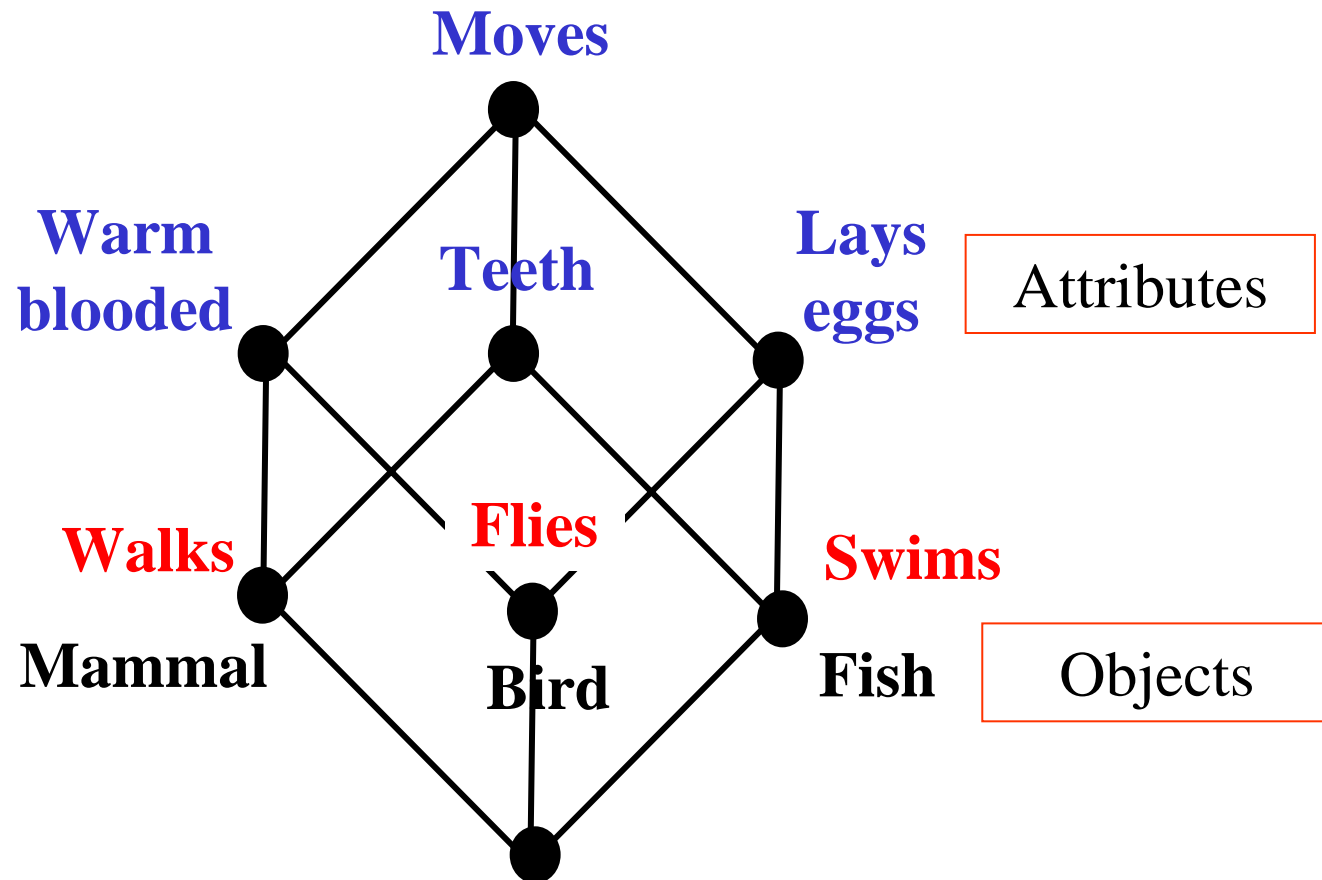 Moves
Warm
blooded
Teeth
Lays
eggs
Attributes
Walks
Flies
Swims
Mammal
Bird
Fish
Objects